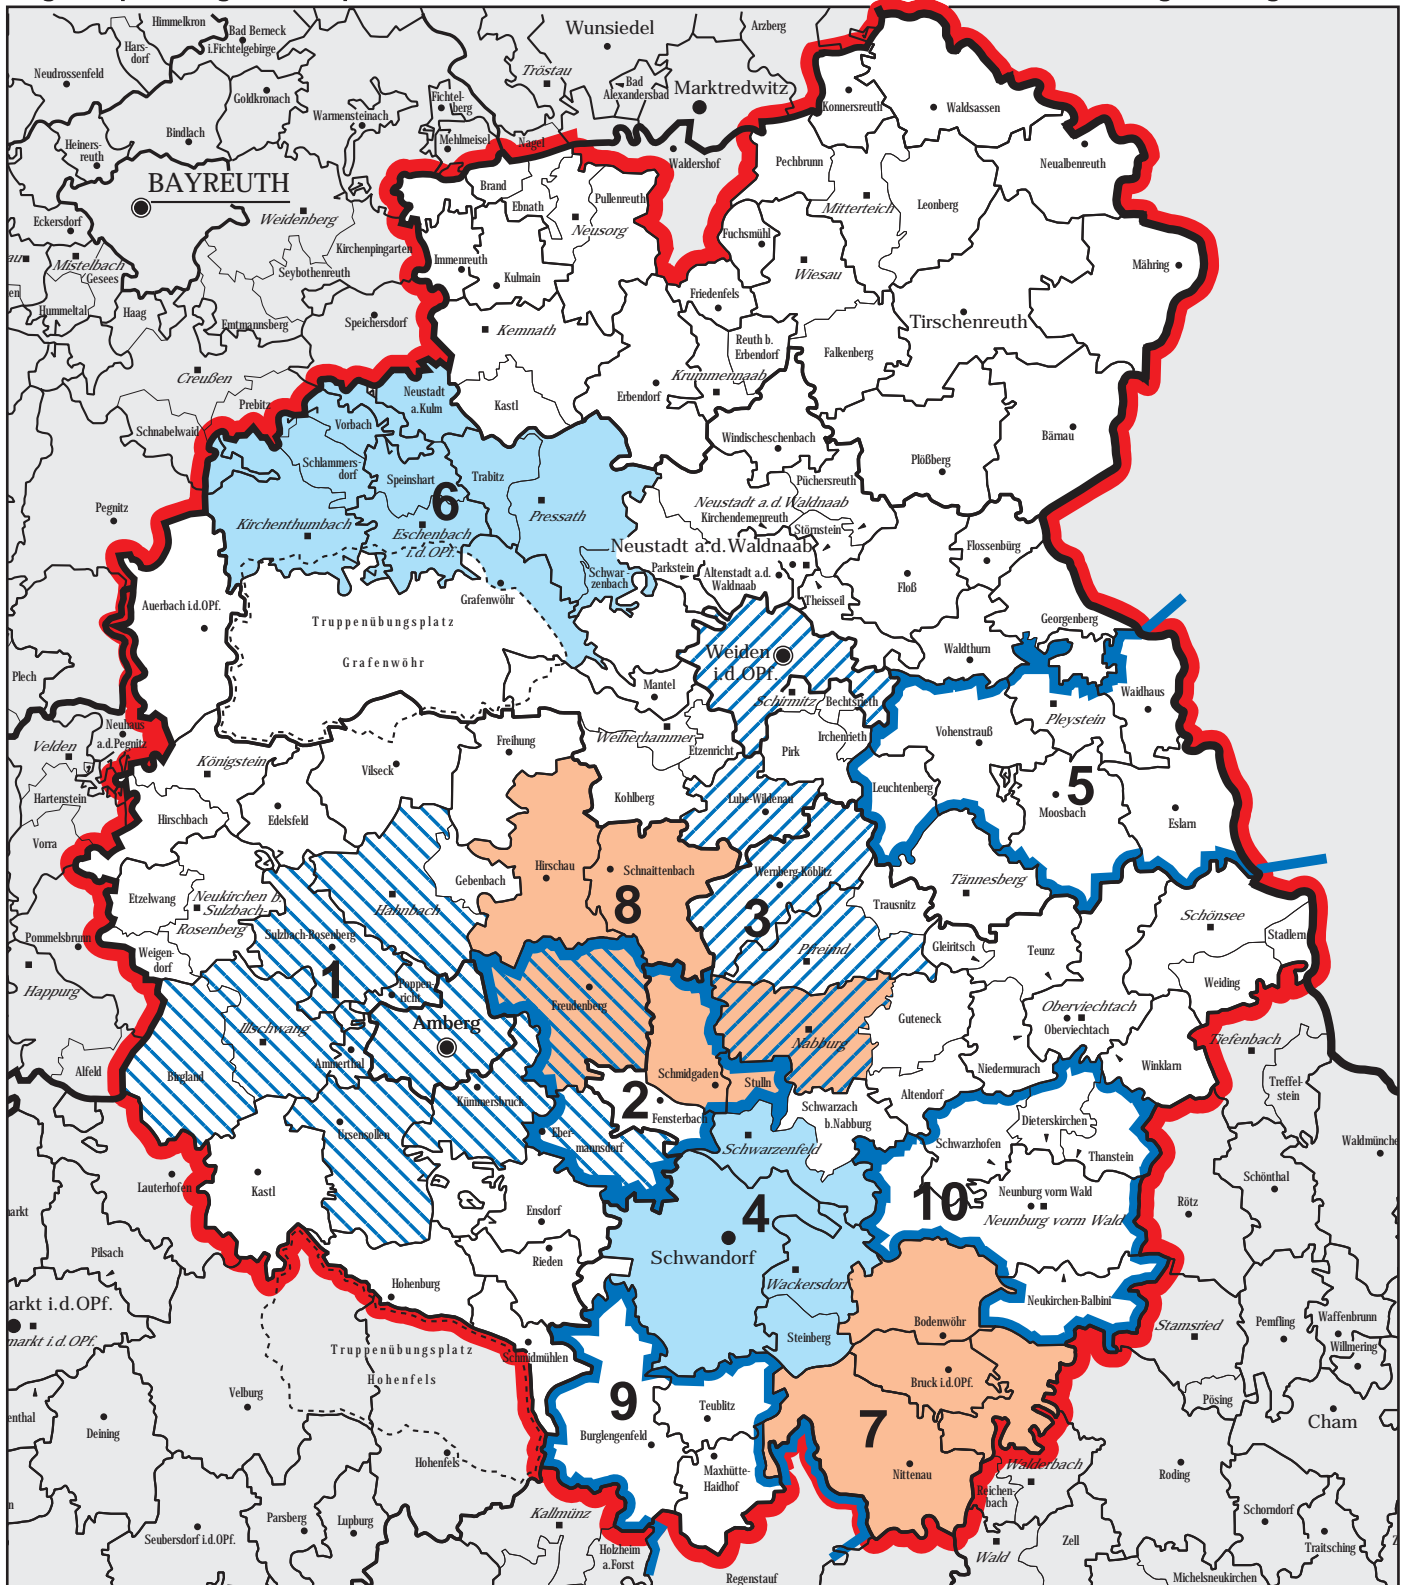 Himmelkron
Bad Berneck
i.Fichtelgebirge
Wunsiedel
Arzberg
Hars-
dorf
Neudrossenfeld
Goldkronach
Tröstau
Bad
Alexandersbad
Marktredwitz
Fichtel-
berg
Warmensteinach
Konnersreuth
Waldsassen
Bindlach
Mehlmeisel
Nagel
Heiners-
reuth
Waldershof
Pechbrunn
Neualbenreuth
BAYREUTH
Brand
Ebnath
Pullenreuth
Neusorg
Mitterteich
Leonberg
Eckersdorf
Weidenberg
Kirchenpingarten
Fuchsmühl
Mistelbach
Gesees
Seybothenreuth
Immenreuth
Kulmain
Wiesau
Mähring
Friedenfels
Hummeltal
Haag
Emtmannsberg
Speichersdorf
Kemnath
Tirschenreuth
Reuth b.
Erbendorf
Falkenberg
Creußen
Krummennaab
Erbendorf
Neustadt
a.Kulm
Kastl
Prebitz
Schnabelwaid
Vorbach
Windischeschenbach
Bärnau
Schlammers-
dorf
Speinshart
Trabitz
Plößberg
Püchersreuth
6
Neustadt a.d.Waldnaab
Kirchendemenreuth
Störnstein
Pegnitz
Kirchenthumbach
Eschenbach
i.d.OPf.
Pressath
Neustadt a.d.Waldnaab
Flossenbürg
Parkstein
Altenstadt a.d.
Waldnaab
Schwar-
zenbach
Theisseil
Floß
Grafenwöhr
Auerbach i.d.OPf.
Truppenübungsplatz
Grafenwöhr
Georgenberg
Waldthurn
Weiden
i.d.OPf.
Plech
Mantel
Schirmitz
Bechtsrieth
Waidhaus
Pleystein
Neuhaus
a.d.Pegnitz
Velden
Königstein
Freihung
Weiherhammer
Etzenricht
Pirk
Irchenrieth
Vohenstrauß
Vilseck
Hartenstein
Hirschbach
Edelsfeld
Kohlberg
Luhe-Wildenau
Leuchtenberg
5
Moosbach
Eslarn
Vorra
Hirschau
Schnaittenbach
Wernberg-Köblitz
Gebenbach
Tännesberg
Etzelwang
Neukirchen b.
Sulzbach-
Rosenberg
Hahnbach
8
3
Trausnitz
Schönsee
Stadlern
Pommelsbrunn
Weigen-
dorf
Sulzbach-Rosenberg
Pfreimd
Gleiritsch
Teunz
Happurg
1
Poppen-
richt
Freudenberg
Weiding
Oberviechtach
Oberviechtach
Guteneck
Illschwang
Amberg
Nabburg
Tiefenbach
Alfeld
Birgland
Ammerthal
Schmidgaden
Stulln
Niedermurach
Winklarn
Treffel-
stein
Kümmersbruck
2
Fensterbach
Altendorf
Schwarzach
b.Nabburg
Ursensollen
Eber-
mannsdorf
Schwarzenfeld
Dieterskirchen
Schwarzhofen
Thanstein
Lauterhofen
Kastl
Schönthal
Ensdorf
4
10
Neunburg vorm Wald
Neunburg vorm Wald
Rötz
Pilsach
Rieden
Schwandorf
Hohenburg
Wackersdorf
Neukirchen-Balbini
arkt i.d.OPf.
markt i.d.OPf.
Steinberg
Bodenwöhr
Stamsried
Pemfling
Waffenbrunn
Willmering
Truppenübungsplatz
Hohenfels
Schmidmühlen
Bruck i.d.OPf.
Velburg
9
Teublitz
Pösing
Cham
Deining
enthal
Burglengenfeld
7
Hohenfels
Maxhütte-
Haidhof
Nittenau
Walderbach
Reichen-
bach
Roding
Kallmünz
Parsberg
Lupburg
Seubersdorf i.d.OPf.
Holzheim
a.Forst
Regenstauf
Wald
Zell
Schorndorf
Traitsching
Michelsneukirchen